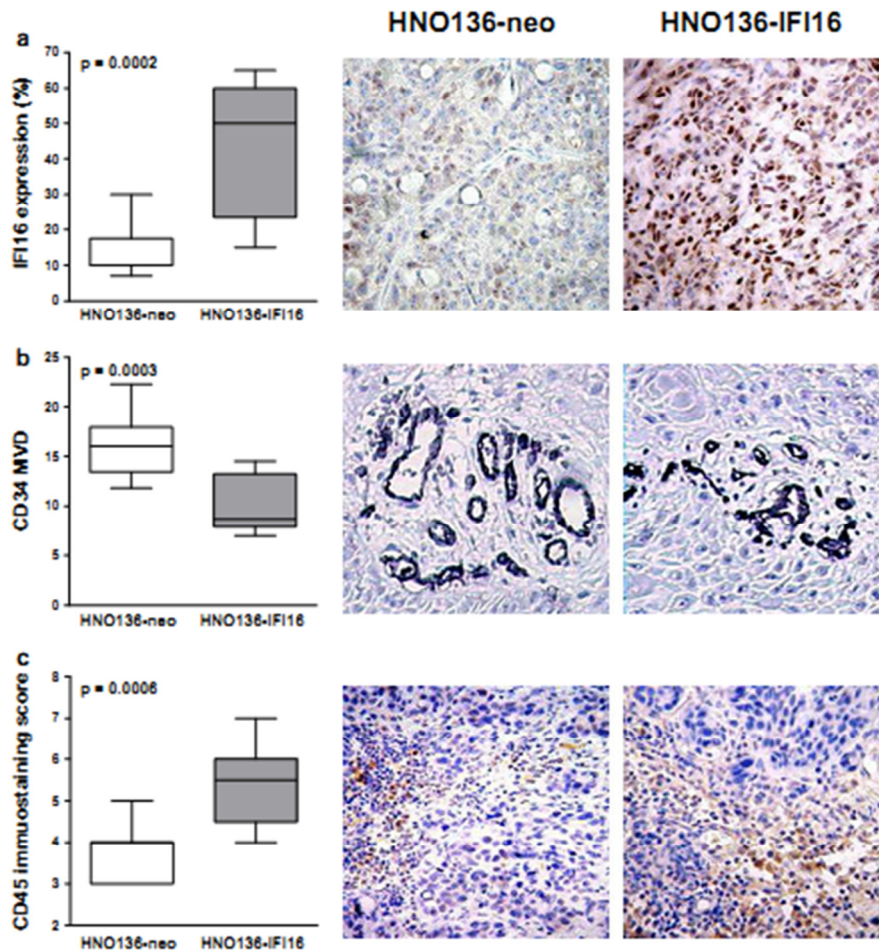 HNO136-neo HNO136-IFI16
a
p = 0.0002
IFI16 expression (%)
70
60
50
40
30
20
10
0
HNO136-neo HNO136-IFI16
b
p = 0.0003
CD34 MVD
25
20
15
10
5
0
HNO136-neo HNO136-IFI16
c
p = 0.0006
CD45 immuostaining score
8
7
6
5
4
3
2
HNO136-neo HNO136-IFI16